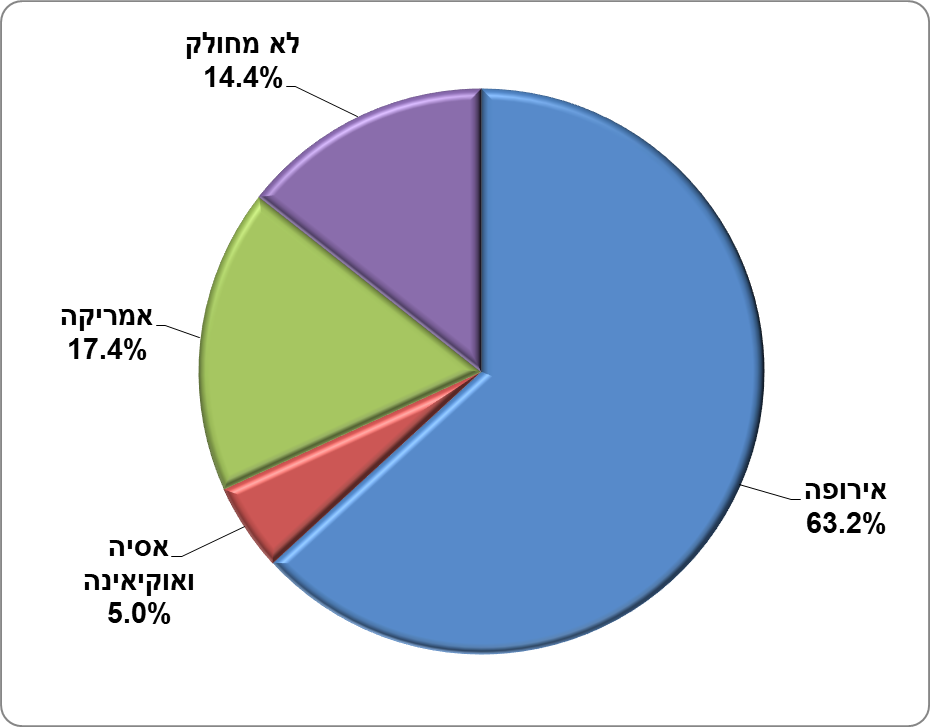 לא מחולק
14.4%
אמריקה
17.4%
אירופה
63.2%
אסיה
ואוקיאינה
5.0%